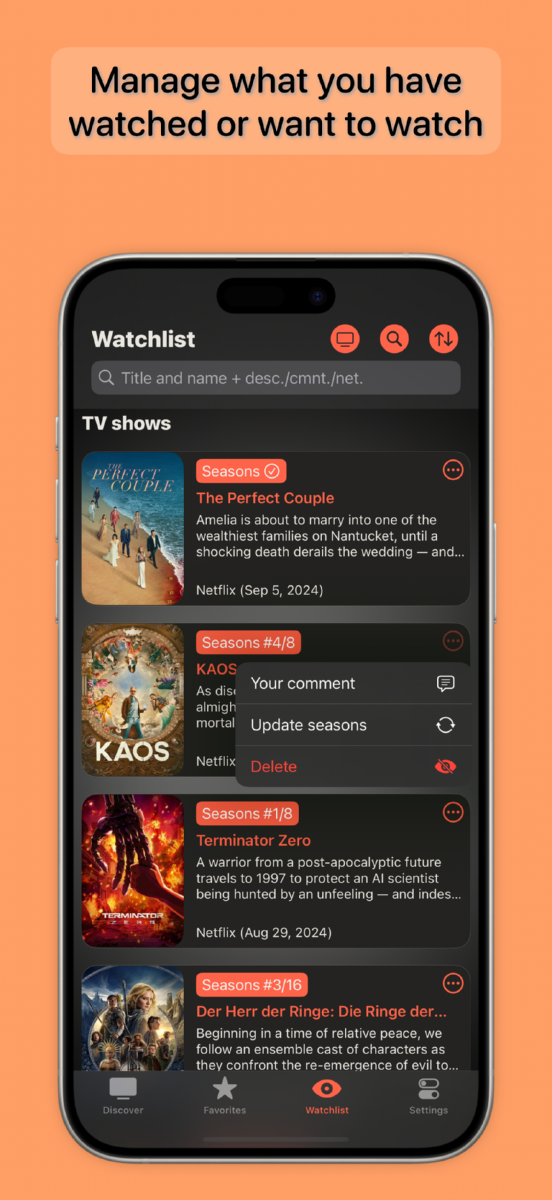 Manage what you have
watched or want to watch
Watchlist
Title and name + desc./cmnt./net.
TV shows
THE
PERFECT
COUPLE
Seasons
The Perfect Couple
Amelia is about to marry into one of the
wealthiest families on Nantucket, until a
shocking death derails the wedding — and...
Netflix (Sep 5, 2024)
KAOS
Seasons #4/8
KAOS
As
almigh
mortal
Netflix
Your comment
Update seasons
Delete
TERMINATOR
ZERO
Seasons #1/8
Terminator Zero
A warrior from a post-apocalyptic future
travels to 1997 to protect an AI scientist
being hunted by an unfeeling — and indes...
Netflix (Aug 29, 2024)
Seasons #3/16
Der Herr der Ringe: Die Ringe der...
Beginning in a time of relative peace, we
follow an ensemble cast of characters as
they confront the re-emergence of evil to...
Discover
Favorites
Watchlist
Settings